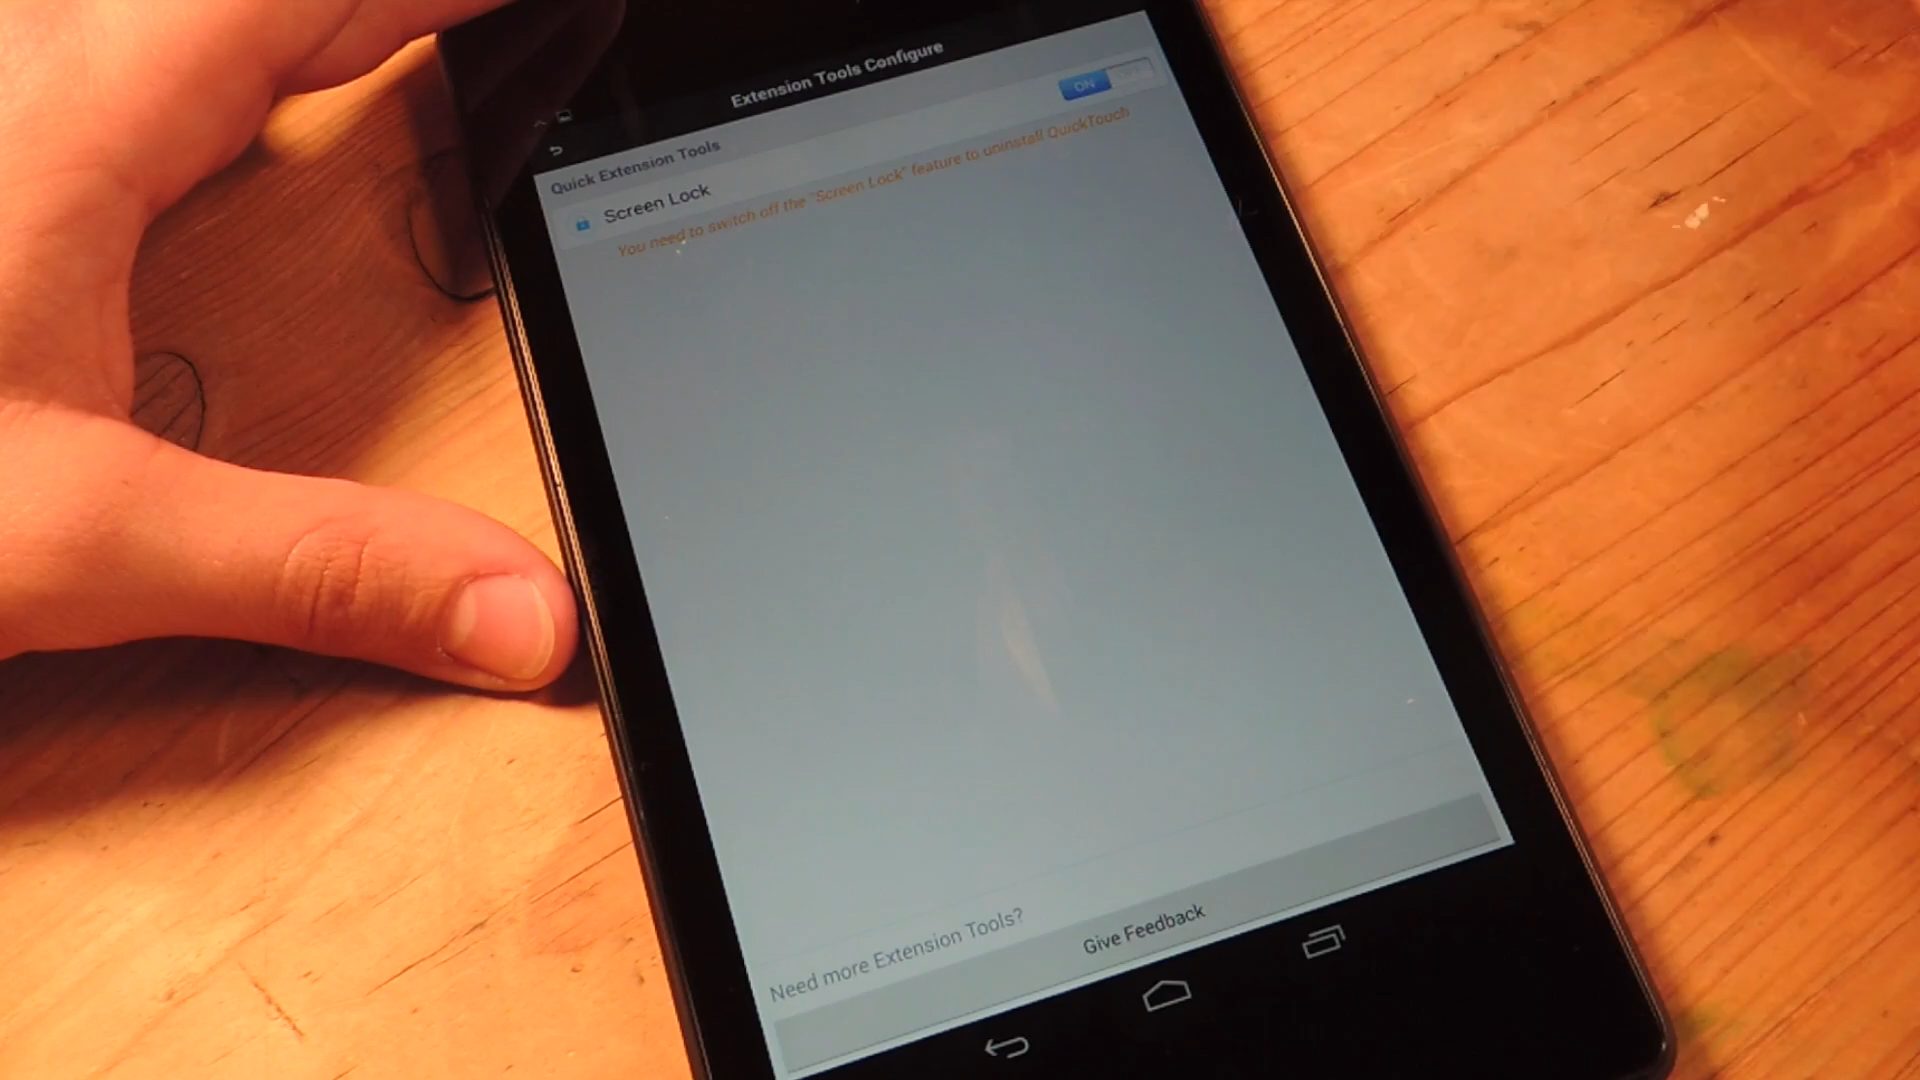 Extension Tools Configure
Quick Extension Tools
Screen Lock
ON
You need to switch off the "Screen Lock" feature to uninstall QuickTouch
Need more Extension Tools?
Give Feedback